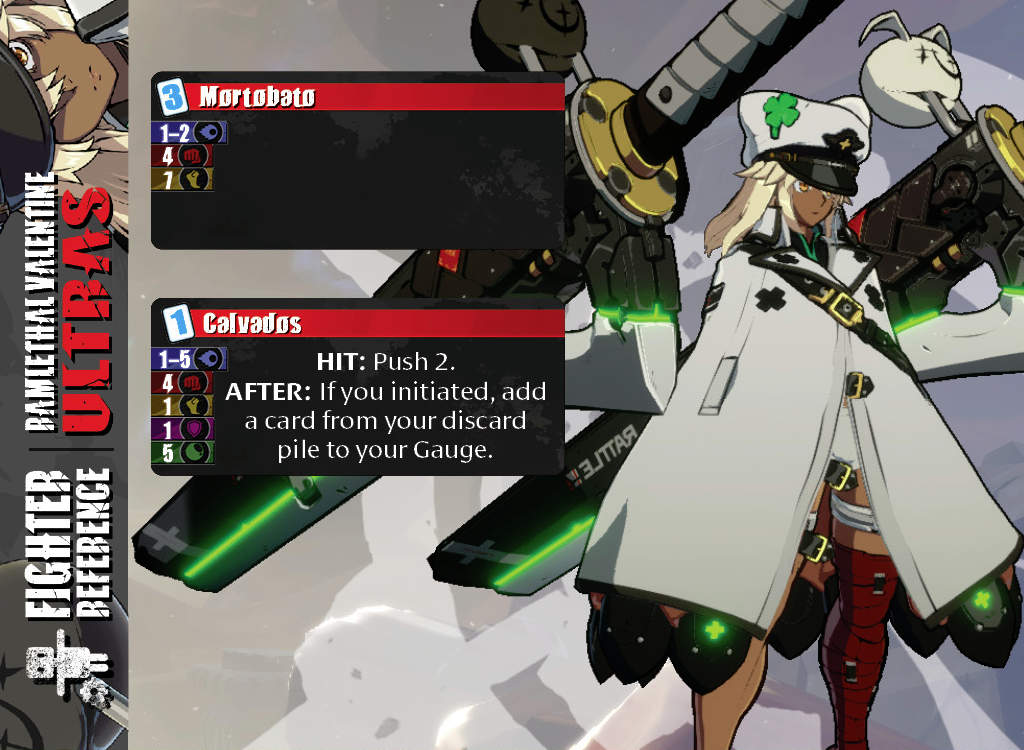 RAMLETHAL VALENTINE
ULTRAS
FIGHTER
REFERENCE
3 Mortobato
1-2
4
7
1 Calvados
1-5
4
1
1
5
HIT: Push 2.
AFTER: If you initiated, add
a card from your discard
pile to your Gauge.
RATTLE